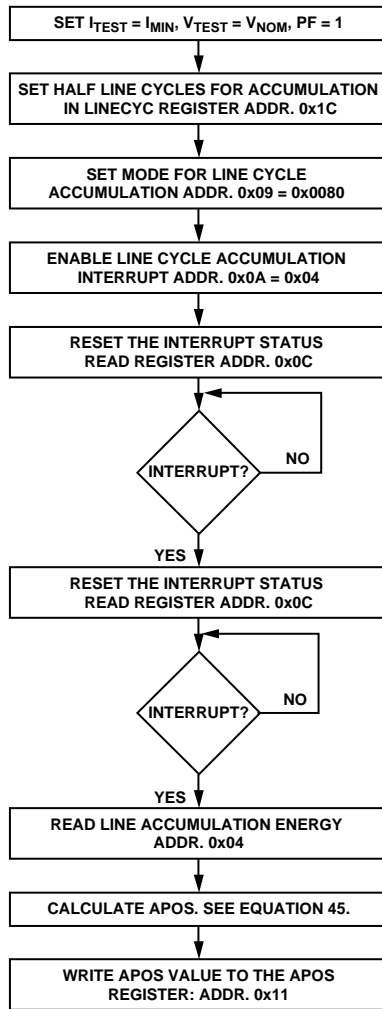 SET ITEST = IMIN, VTEST = VNOM, PF = 1
SET HALF LINE CYCLES FOR ACCUMULATION
IN LINECYC REGISTER ADDR. 0x1C
SET MODE FOR LINE CYCLE
ACCUMULATION ADDR. 0x09 = 0x0080
ENABLE LINE CYCLE ACCUMULATION
INTERRUPT ADDR. 0x0A = 0x04
RESET THE INTERRUPT STATUS
READ REGISTER ADDR. 0x0C
INTERRUPT?
NO
YES
RESET THE INTERRUPT STATUS
READ REGISTER ADDR. 0x0C
INTERRUPT?
NO
YES
READ LINE ACCUMULATION ENERGY
ADDR. 0x04
CALCULATE APOS. SEE EQUATION 45.
WRITE APOS VALUE TO THE APOS
REGISTER: ADDR. 0x11